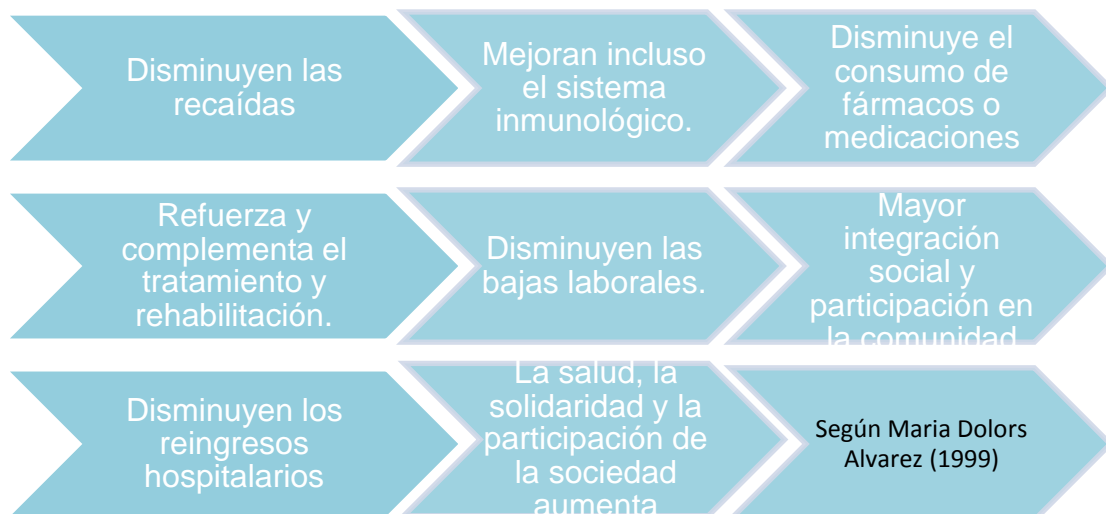 Disminuyen las
recaídas
Mejoran incluso
el sistema
inmunológico.
Disminuye el
consumo de
fármacos o
medicaciones
Refuerza y
complementa el
tratamiento y
rehabilitación.
Disminuyen las
bajas laborales.
Mayor
integración
social y
participación en
la comunidad
Disminuyen los
reingresos
hospitalarios
La salud, la
solidaridad y la
participación de
la sociedad
aumenta
Según Maria Dolors
Alvarez (1999)